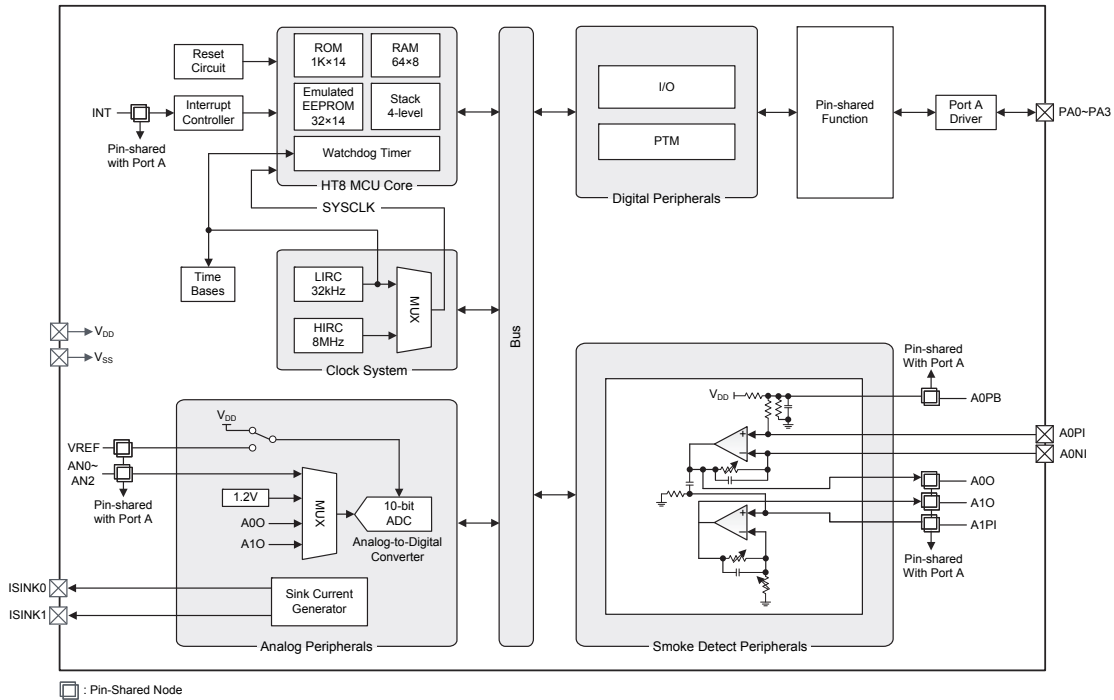 Reset
Circuit
INT
Interrupt
Controller
Pin-shared
with Port A
ROM
1K×14
RAM
64×8
Emulated
EEPROM
32×14
Stack
4-level
Watchdog Timer
HT8 MCU Core
SYSCLK
Time
Bases
LIRC
32kHz
HIRC
8MHz
MUX
Clock System
Bus
I/O
PTM
Digital Peripherals
Pin-shared
Function
Port A
Driver
PA0~PA3
VDD
VSS
VDD
VREF
AN0~
AN2
Pin-shared
with Port A
1.2V
A0O
A1O
MUX
10-bit
ADC
Analog-to-Digital
Converter
ISINK0
ISINK1
Sink Current
Generator
Analog Peripherals
Pin-shared
With Port A
VDD
A0PB
A0PI
A0NI
+
−
A0O
A1O
A1PI
+
−
Pin-shared
With Port A
Smoke Detect Peripherals
: Pin-Shared Node